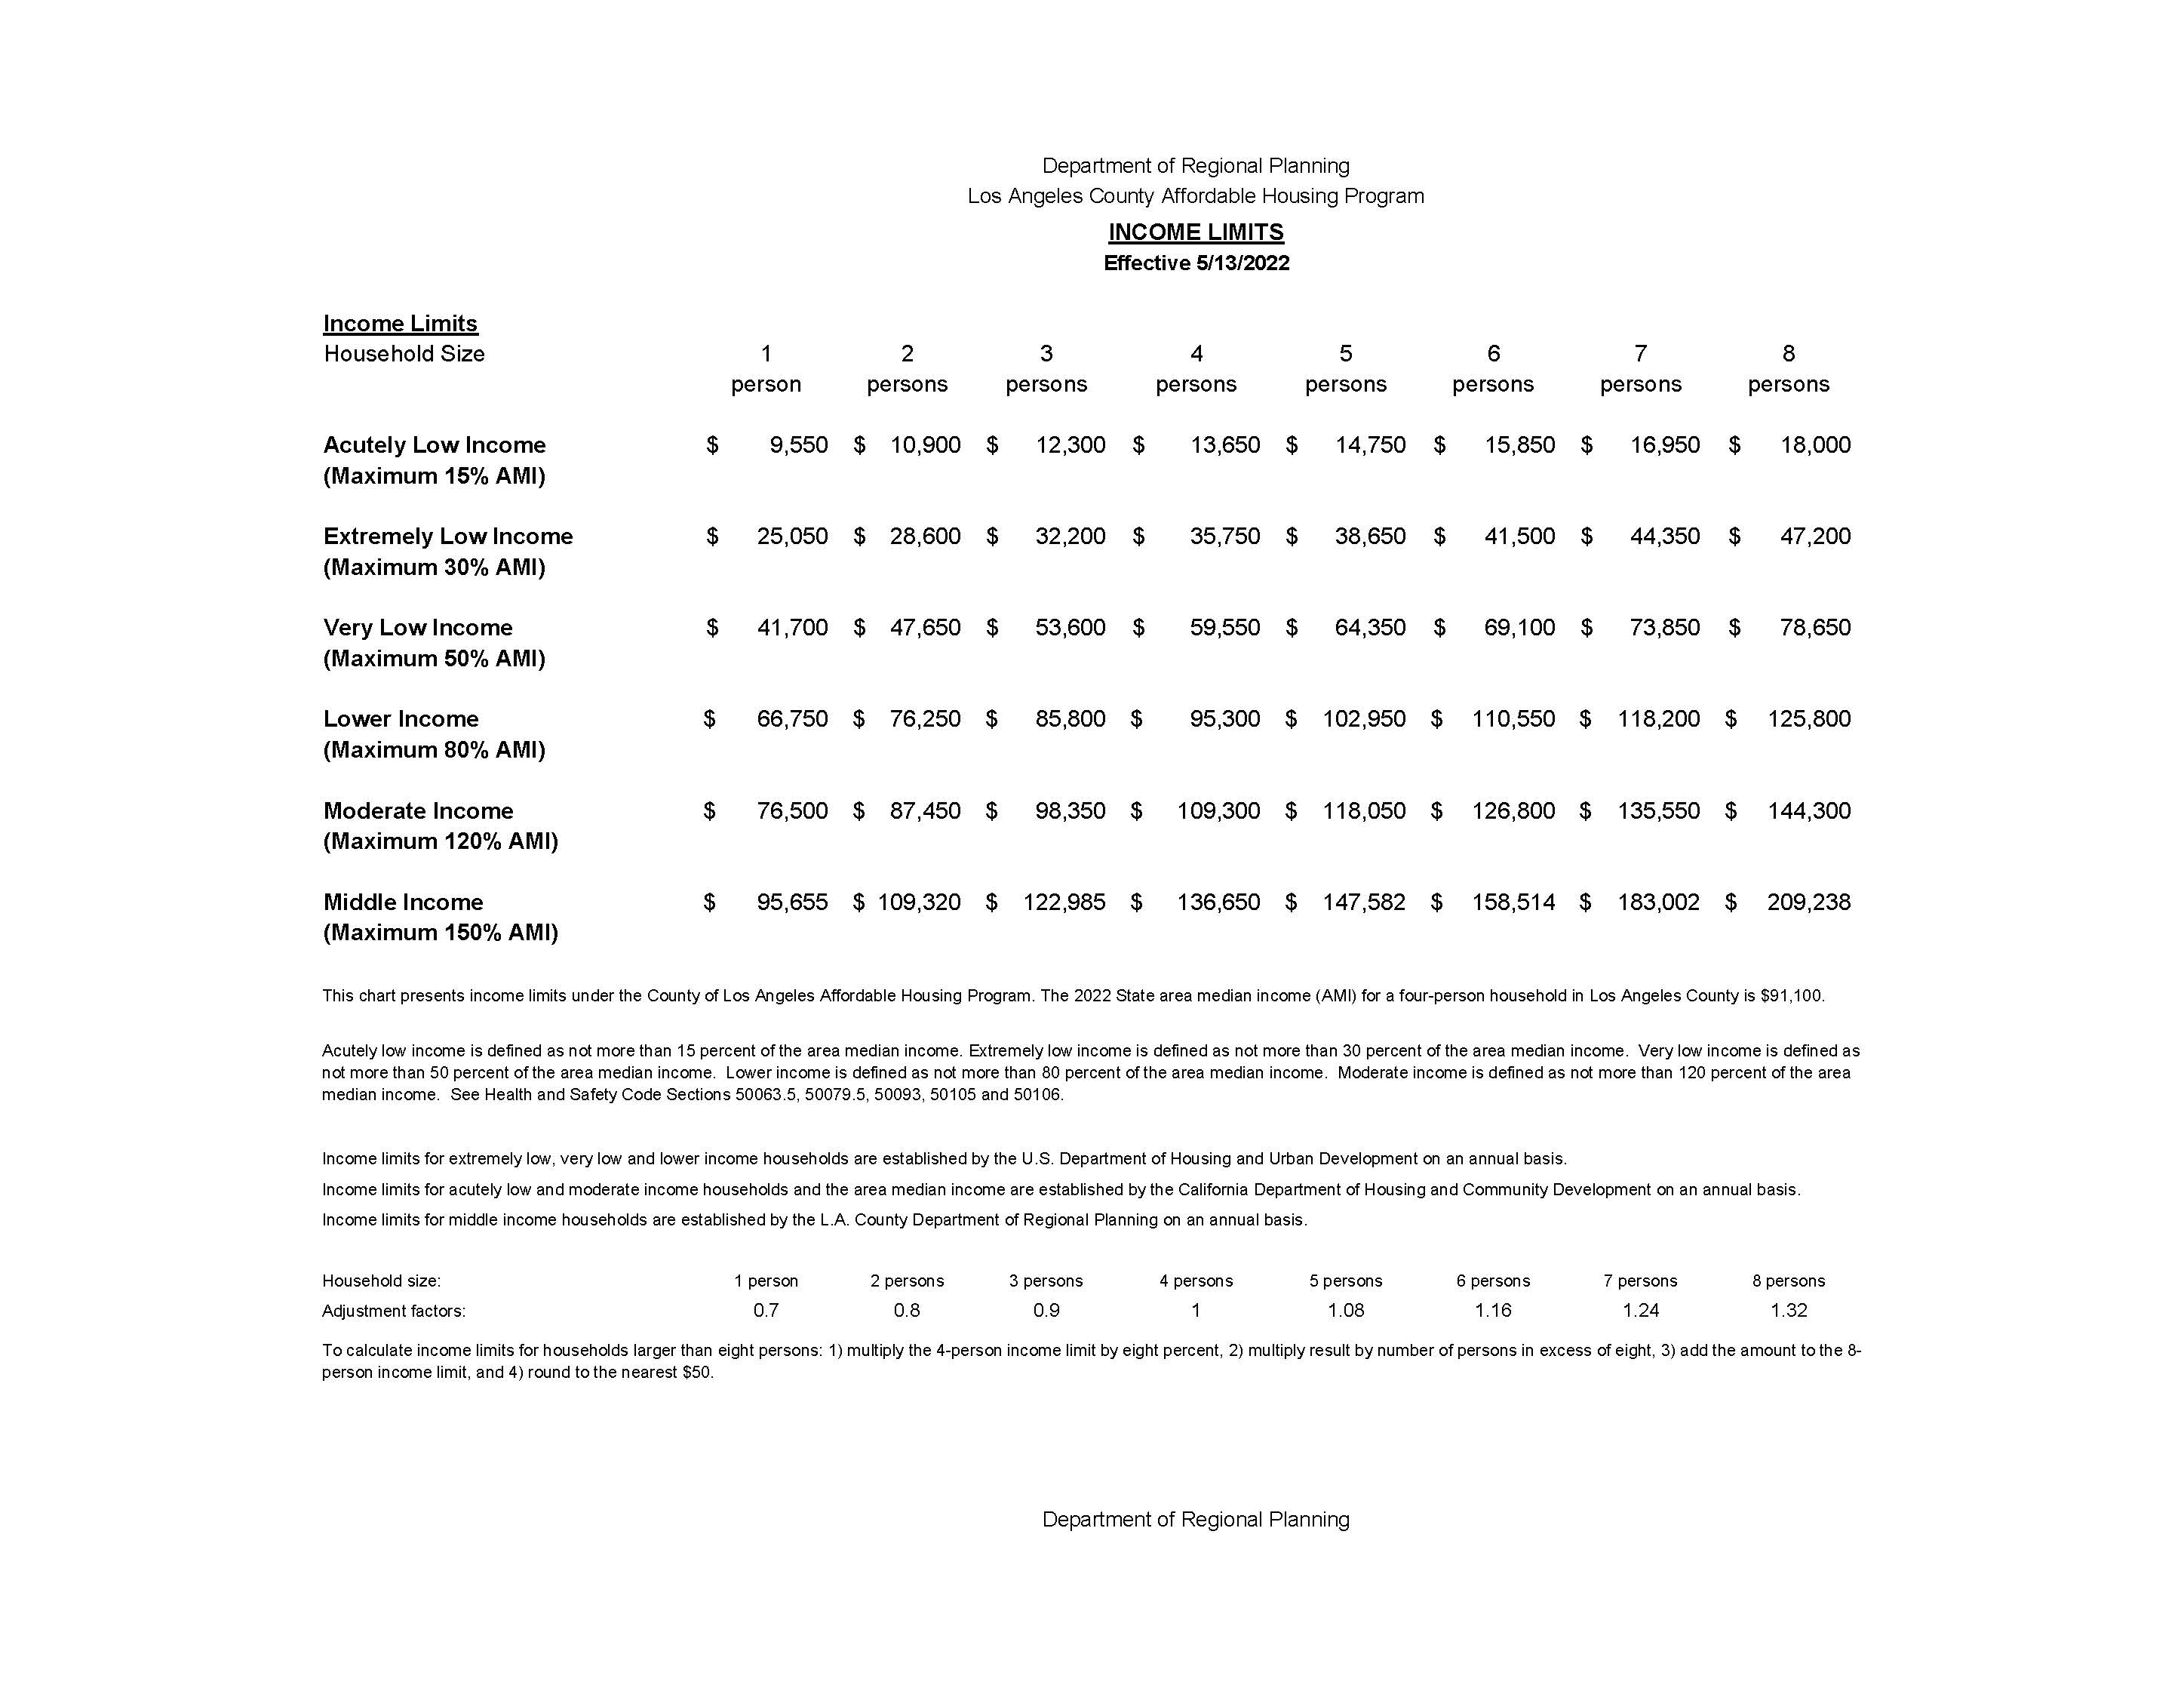 Department of Regional Planning
Los Angeles County Affordable Housing Program
INCOME LIMITS
Effective 5/13/2022
Income Limits
Household Size 1 2 3 4 5 6 7 8
person persons persons persons persons persons persons persons
Acutely Low Income $ 9,550 $ 10,900 $ 12,300 $ 13,650 $ 14,750 $ 15,850 $ 16,950 $ 18,000
(Maximum 15% AMI)
Extremely Low Income $ 25,050 $ 28,600 $ 32,200 $ 35,750 $ 38,650 $ 41,500 $ 44,350 $ 47,200
(Maximum 30% AMI)
Very Low Income $ 41,700 $ 47,650 $ 53,600 $ 59,550 $ 64,350 $ 69,100 $ 73,850 $ 78,650
(Maximum 50% AMI)
Lower Income $ 66,750 $ 76,250 $ 85,800 $ 95,300 $ 102,950 $ 110,550 $ 118,200 $ 125,800
(Maximum 80% AMI)
Moderate Income $ 76,500 $ 87,450 $ 98,350 $ 109,300 $ 118,050 $ 126,800 $ 135,550 $ 144,300
(Maximum 120% AMI)
Middle Income $ 95,655 $ 109,320 $ 122,985 $ 136,650 $ 147,582 $ 158,514 $ 183,002 $ 209,238
(Maximum 150% AMI)
This chart presents income limits under the County of Los Angeles Affordable Housing Program. The 2022 State area median income (AMI) for a four-person household in Los Angeles County is $91,100.
Acutely low income is defined as not more than 15 percent of the area median income. Extremely low income is defined as not more than 30 percent of the area median income. Very low income is defined as
not more than 50 percent of the area median income. Lower income is defined as not more than 80 percent of the area median income. Moderate income is defined as not more than 120 percent of the area
median income. See Health and Safety Code Sections 50063.5, 50079.5, 50093, 50105 and 50106.
Income limits for extremely low, very low and lower income households are established by the U.S. Department of Housing and Urban Development on an annual basis.
Income limits for acutely low and moderate income households and the area median income are established by the California Department of Housing and Community Development on an annual basis.
Income limits for middle income households are established by the L.A. County Department of Regional Planning on an annual basis.
Household size: 1 person 2 persons 3 persons 4 persons 5 persons 6 persons 7 persons 8 persons
Adjustment factors: 0.7 0.8 0.9 1 1.08 1.16 1.24 1.32
To calculate income limits for households larger than eight persons: 1) multiply the 4-person income limit by eight percent, 2) multiply result by number of persons in excess of eight, 3) add the amount to the 8-
person income limit, and 4) round to the nearest $50.
Department of Regional Planning